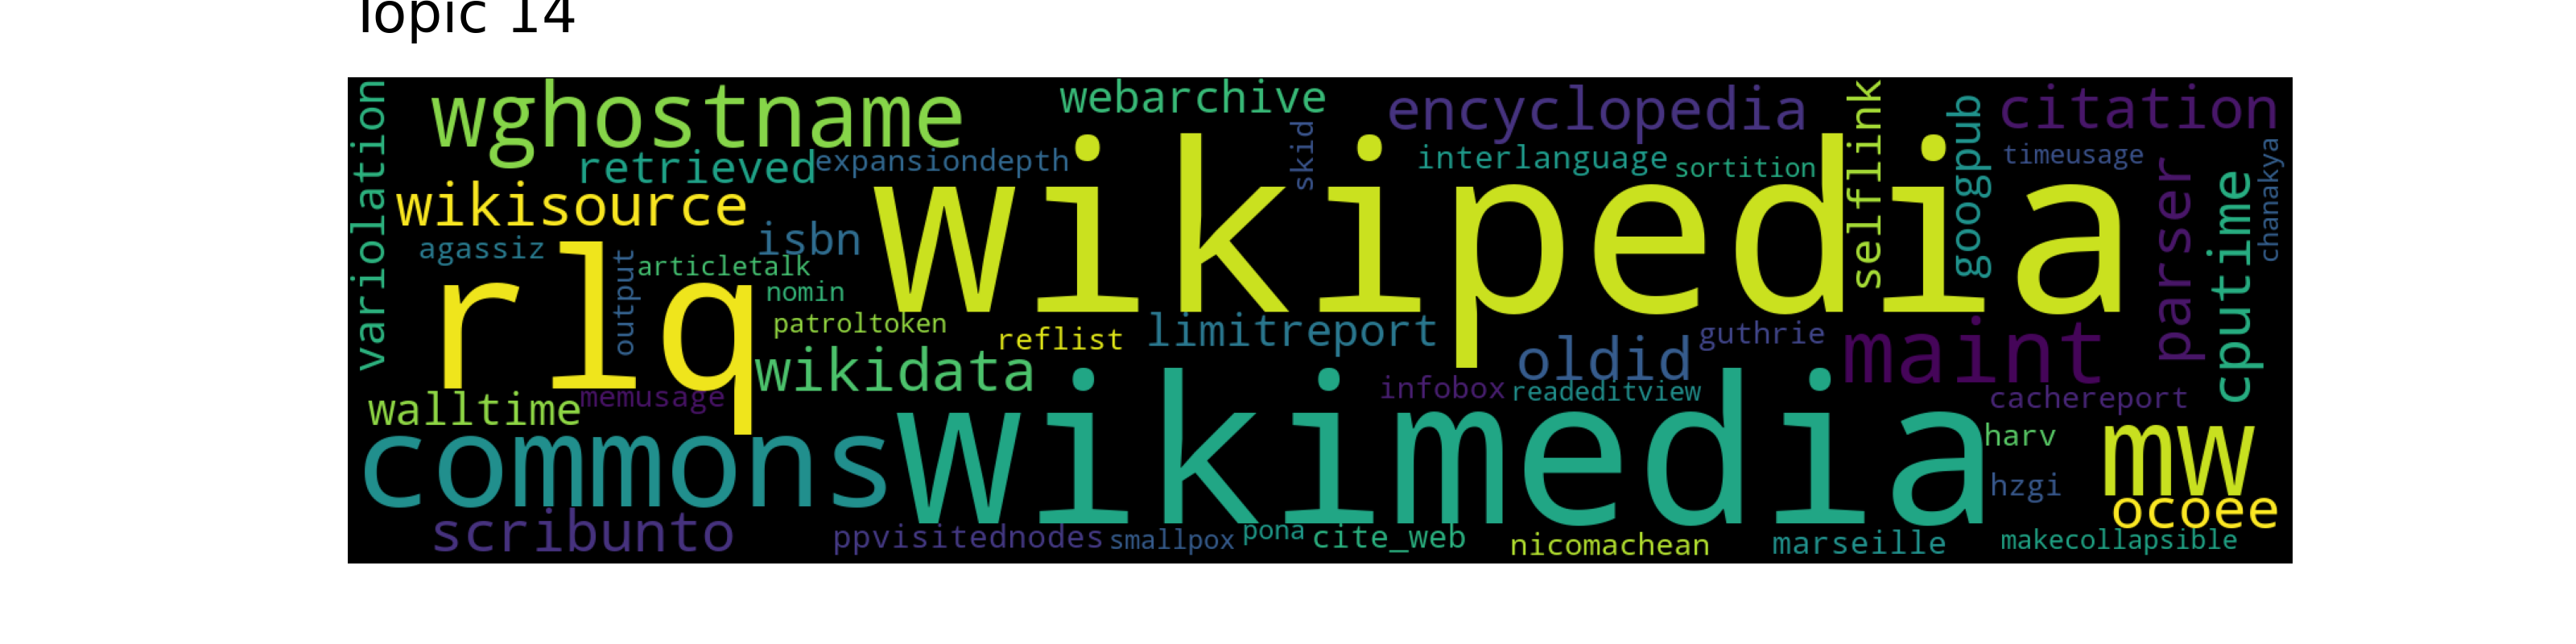 Topic 14
variolation
wghostname
webarchive
encyclopedia
selflink
googpub
citation
retrieved
expansiondepth
skid
interlanguage
sortition
timeusage
chanakya
wikisource
wikipedia
parser
cputime
agassiz
isbn
output
articletalk
rlq
nomin
patroltoken
reflist
limitreport
oldid
guthrie
maint
wikidata
walltime
memusage
infobox
readeditview
cachereport
commons
wikimedia
harv
mw
hzgi
ocoee
scribunto
ppvisitednodes
smallpox
pona
cite_web
nicomachean
marseille
makecollapsible